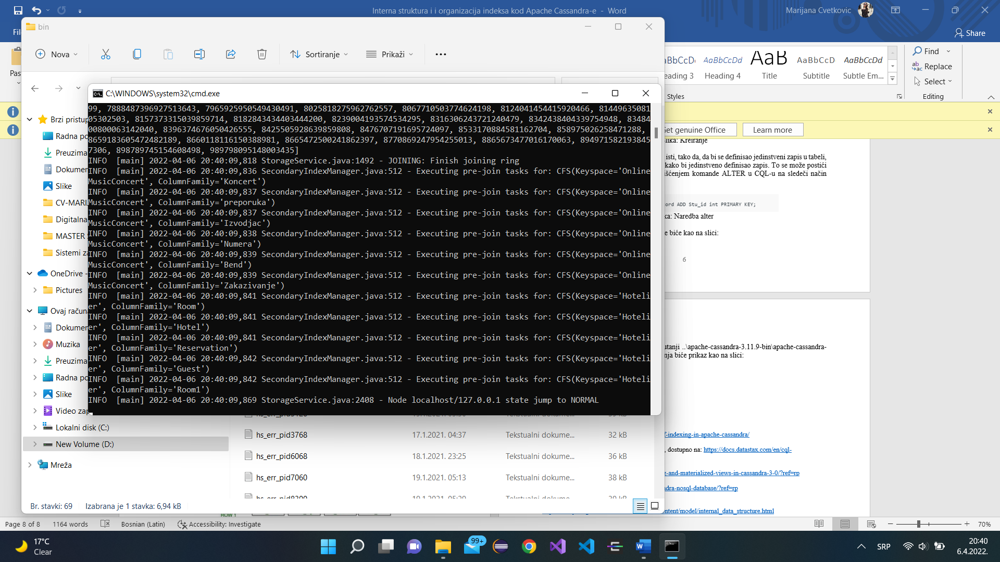 Interna struktura i i organizacija indeksa kod Apache Cassandra-e - Word
Marijana Cvetkovic
Share
bin
Nova
Sortiranje
Prikaži
C:\WINDOWS\system32\cmd.exe
99, 7888487396927513643, 7965925950549430491, 8025818275962762557, 8067710503774624198, 8124041454415920466, 81449635081
05302503, 8157373315039859714, 8182843434403444200, 8239004193574534295, 8316306243721240479, 8342438404339754948, 83484
00800063142040, 8396374676050426555, 8425505928639859808, 8476707191695724097, 8533170884581162704, 858975026258471288,
8659183605472482189, 8660118116150388981, 8665472500241862397, 8770869247954255013, 8865673477016170063, 894971582193845
7306, 898789745154608498, 989798095148003435]
INFO [main] 2022-04-06 20:40:09,818 StorageService.java:1492 - JOINING: Finish joining ring
INFO [main] 2022-04-06 20:40:09,836 SecondaryIndexManager.java:512 - Executing pre-join tasks for: CFS(Keyspace='Online
MusicConcert', ColumnFamily='Koncert')
INFO [main] 2022-04-06 20:40:09,837 SecondaryIndexManager.java:512 - Executing pre-join tasks for: CFS(Keyspace='Online
MusicConcert', ColumnFamily='preporuka')
INFO [main] 2022-04-06 20:40:09,837 SecondaryIndexManager.java:512 - Executing pre-join tasks for: CFS(Keyspace='Online
MusicConcert', ColumnFamily='Izvodjac')
INFO [main] 2022-04-06 20:40:09,838 SecondaryIndexManager.java:512 - Executing pre-join tasks for: CFS(Keyspace='Online
MusicConcert', ColumnFamily='Numera')
INFO [main] 2022-04-06 20:40:09,839 SecondaryIndexManager.java:512 - Executing pre-join tasks for: CFS(Keyspace='Online
MusicConcert', ColumnFamily='Bend')
INFO [main] 2022-04-06 20:40:09,839 SecondaryIndexManager.java:512 - Executing pre-join tasks for: CFS(Keyspace='Online
MusicConcert', ColumnFamily='Zakazivanje')
INFO [main] 2022-04-06 20:40:09,841 SecondaryIndexManager.java:512 - Executing pre-join tasks for: CFS(Keyspace='Hoteli
er', ColumnFamily='Room')
INFO [main] 2022-04-06 20:40:09,841 SecondaryIndexManager.java:512 - Executing pre-join tasks for: CFS(Keyspace='Hoteli
er', ColumnFamily='Hotel')
INFO [main] 2022-04-06 20:40:09,841 SecondaryIndexManager.java:512 - Executing pre-join tasks for: CFS(Keyspace='Hoteli
er', ColumnFamily='Reservation')
INFO [main] 2022-04-06 20:40:09,842 SecondaryIndexManager.java:512 - Executing pre-join tasks for: CFS(Keyspace='Hoteli
er', ColumnFamily='Guest')
INFO [main] 2022-04-06 20:40:09,842 SecondaryIndexManager.java:512 - Executing pre-join tasks for: CFS(Keyspace='Hoteli
er', ColumnFamily='Room1')
INFO [main] 2022-04-06 20:40:09,869 StorageService.java:2408 - Node localhost/127.0.0.1 state jump to NORMAL
Brzi pristup
Radna po
Preuzima
Dokumen
Slike
CV-MARI
Digitalna
MASTER
Sistemi za
OneDrive -
Pictures
Ovaj račun
Dokumen
Muzika
Preuzima
Radna po
Slike
Video zap
Lokalni disk (C:)
New Volume (D:)
Mreža
hs_err_pid3768 17.1.2021. 04:37 Tekstualni dokume... 32 kB
hs_err_pid6068 18.1.2021. 23:25 Tekstualni dokume... 36 kB
hs_err_pid7060 19.1.2021. 05:13 Tekstualni dokume... 38 kB
Br. stavki: 69 Izabrana je 1 stavka: 6,94 kB
AaBbCcDd AaB AaBbCcD AaBbCcDd
eading 3 Heading 4 Title Subtitle Subtle Em...
Styles
Find
Replace
Select
Editing
et genuine Office Learn more
lika: Kreiranje
isti, tako da, da bi se definisao jedinstveni zapis u tabeli,
kako bi jedinstveno definisao zapis. To se može postići
išćenjem komande ALTER u CQL-u na sledeči način
ord ADD Stu_id int PRIMARY KEY;
ka: Naredba alter
e biće kao na slici:
6
utanji ..\apache-cassandra-3.11.9-bin\apache-cassandra-
nja biće prikaz kao na slici:
f-indexing-in-apache-cassandra/
, dostupno na: https://docs.datastax.com/en/cql-
g-and-materialized-views-in-cassandra-3-0/?ref=rp
dra-nosql-database/?ref=rp
ntent/model/internal_data_structure.html
Page 8 of 8 1164 words Bosnian (Latin) Accessibility: Investigate 70%
17°C
Clear
99+
SRP
20:40
6.4.2022.